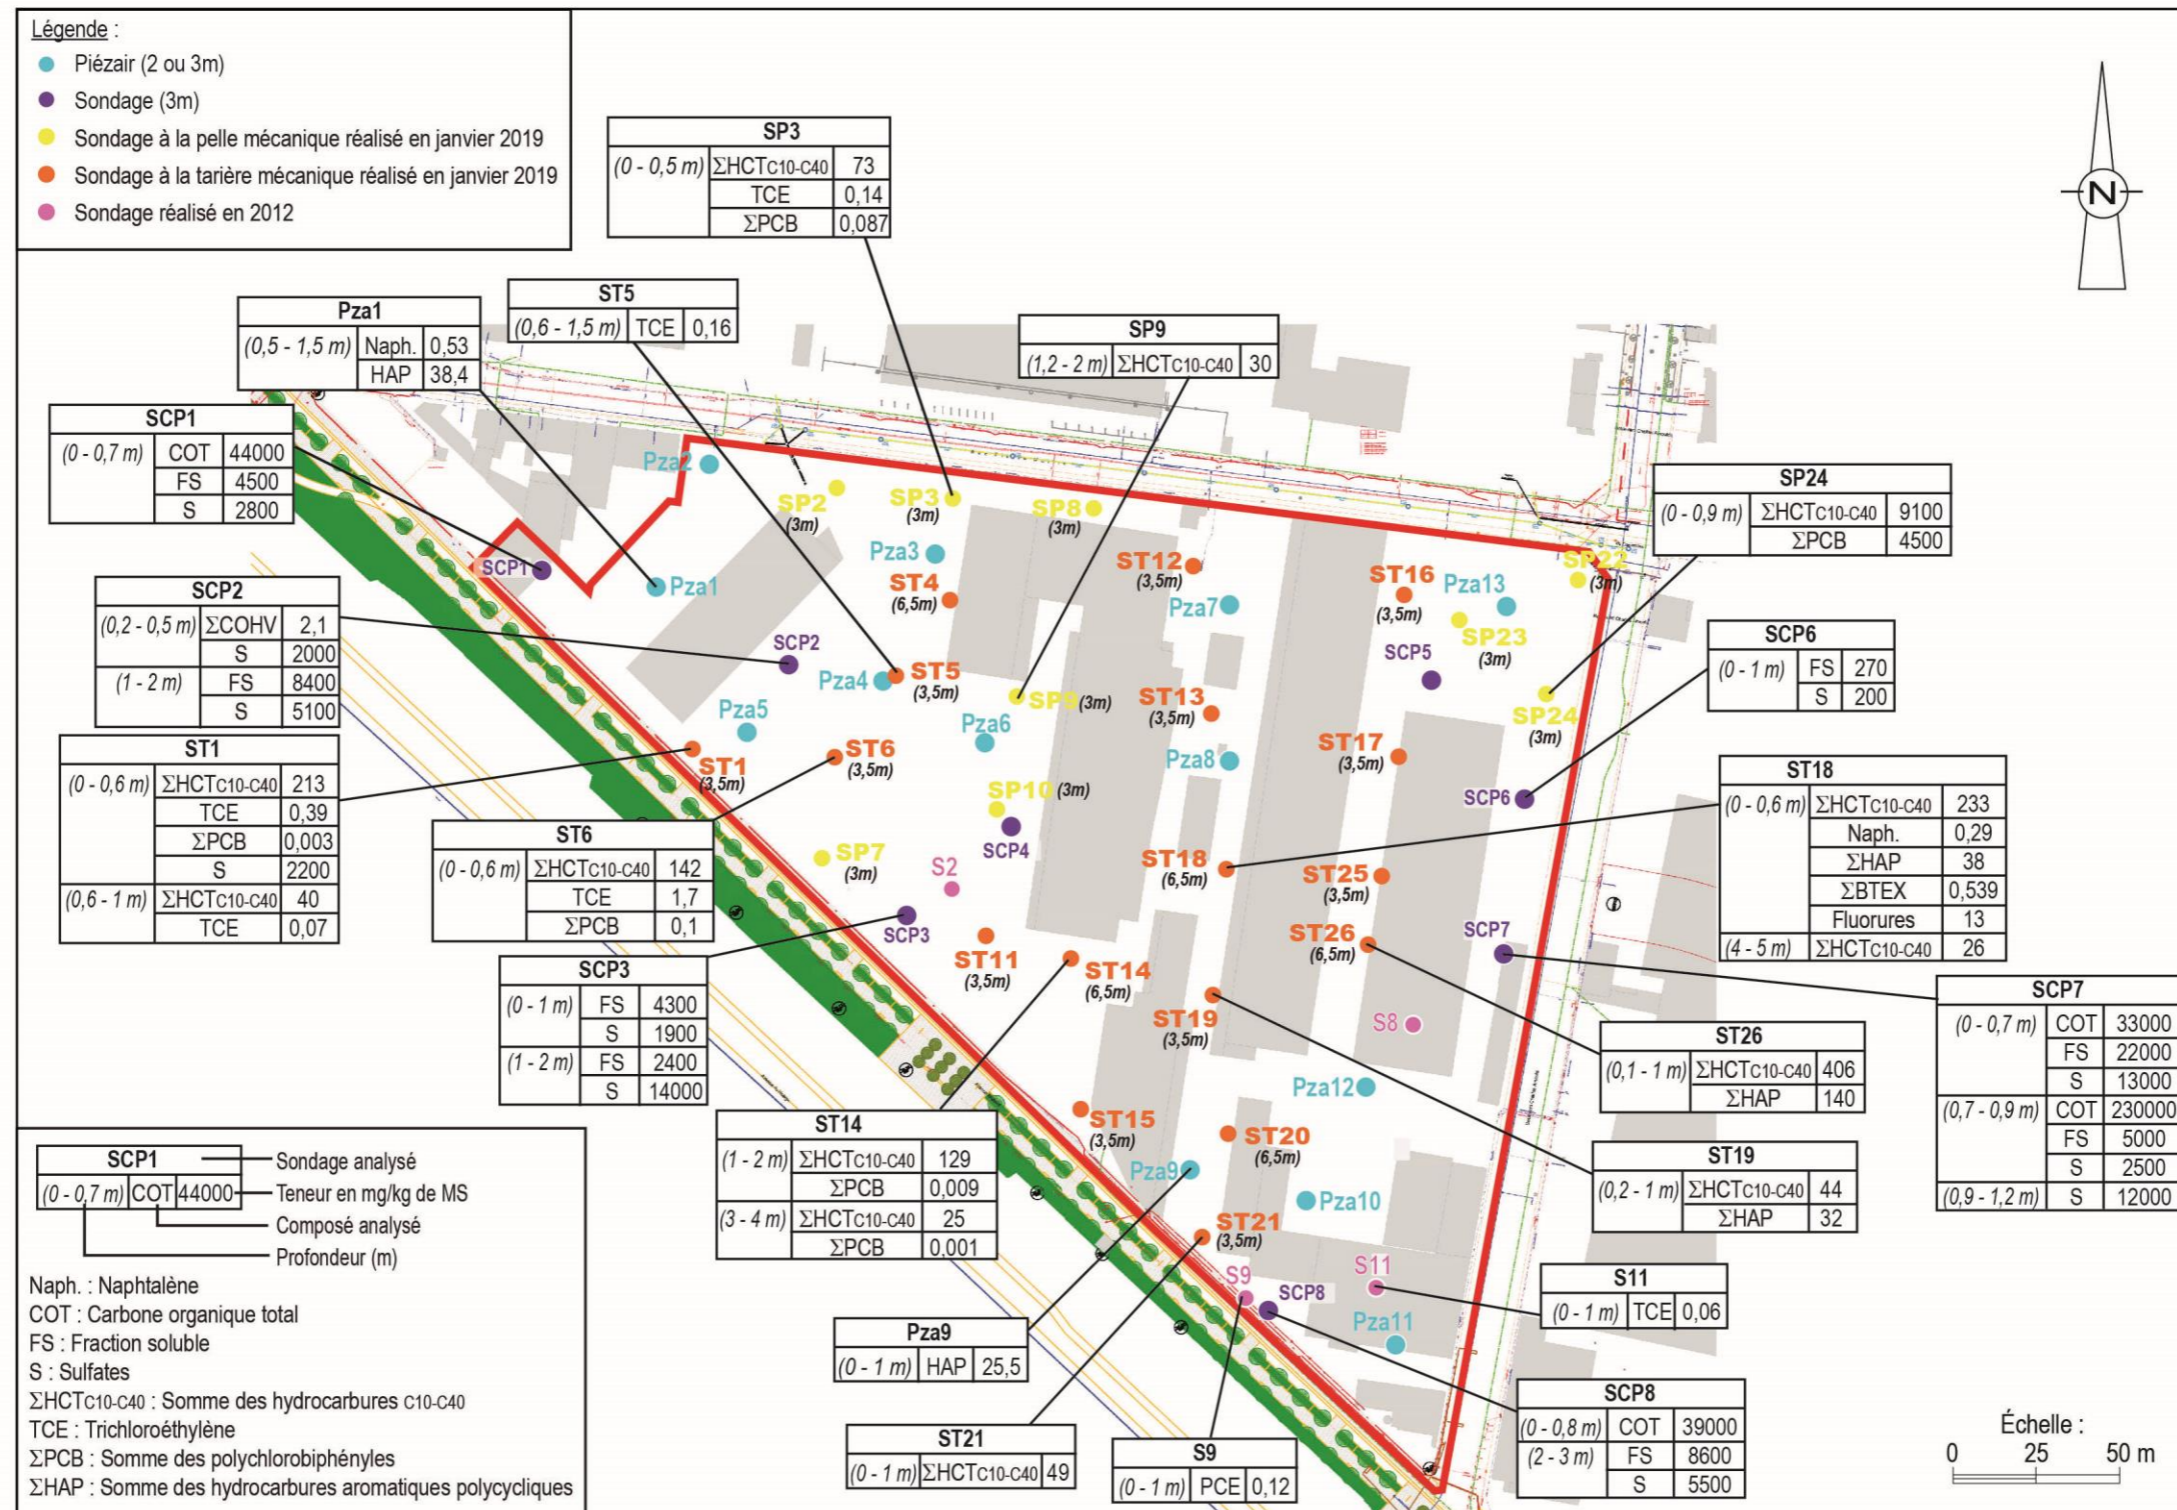 Légende :
Piézair (2 ou 3m)
Sondage (3m)
Sondage à la pelle mécanique réalisé en janvier 2019
Sondage à la tarière mécanique réalisé en janvier 2019
Sondage réalisé en 2012
N
SP3
(0 - 0,5 m) ΣHCTC10-C40 73
TCE 0,14
ΣPCB 0,087
Pza1
(0,5 - 1,5 m) Naph. 0,53
HAP 38,4
ST5
(0,6 - 1,5 m) TCE 0,16
SP9
(1,2 - 2 m) ΣHCTC10-C40 30
SCP1
(0 - 0,7 m) COT 44000
FS 4500
S 2800
SP24
(0 - 0,9 m) ΣHCTC10-C40 9100
ΣPCB 4500
SCP2
(0,2 - 0,5 m) ΣCOHV 2,1
S 2000
(1 - 2 m) FS 8400
S 5100
SCP6
(0 - 1 m) FS 270
S 200
ST1
(0 - 0,6 m) ΣHCTC10-C40 213
TCE 0,39
ΣPCB 0,003
S 2200
(0,6 - 1 m) ΣHCTC10-C40 40
TCE 0,07
ST18
(0 - 0,6 m) ΣHCTC10-C40 233
Naph. 0,29
ΣHAP 38
ΣBTEX 0,539
Fluorures 13
(4 - 5 m) ΣHCTC10-C40 26
ST6
(0 - 0,6 m) ΣHCTC10-C40 142
TCE 1,7
ΣPCB 0,1
SCP3
(0 - 1 m) FS 4300
S 1900
(1 - 2 m) FS 2400
S 14000
SCP7
(0 - 0,7 m) COT 33000
FS 22000
S 13000
(0,7 - 0,9 m) COT 230000
FS 5000
S 2500
(0,9 - 1,2 m) S 12000
ST26
(0,1 - 1 m) ΣHCTC10-C40 406
ΣHAP 140
ST14
(1 - 2 m) ΣHCTC10-C40 129
ΣPCB 0,009
(3 - 4 m) ΣHCTC10-C40 25
ΣPCB 0,001
ST19
(0,2 - 1 m) ΣHCTC10-C40 44
ΣHAP 32
S11
(0 - 1 m) TCE 0,06
Pza9
(0 - 1 m) HAP 25,5
SCP8
(0 - 0,8 m) COT 39000
(2 - 3 m) FS 8600
S 5500
ST21
(0 - 1 m) ΣHCTC10-C40 49
S9
(0 - 1 m) PCE 0,12
Pza2
SP2
(3m)
SP3
(3m)
SP8
(3m)
Pza3
ST12
(3,5m)
SCP1
Pza1
ST4
(6,5m)
Pza7
ST16
(3,5m)
Pza13
SP22
(3m)
SP23
(3m)
SCP2
Pza4
ST5
(3,5m)
SCP5
SP9 (3m)
ST13
(3,5m)
SP24
(3m)
Pza5
Pza6
ST1
(3,5m)
ST6
(3,5m)
Pza8
ST17
(3,5m)
SP10 (3m)
SCP4
SCP6
SP7
(3m)
S2
ST18
(6,5m)
ST25
(3,5m)
SCP3
ST11
(3,5m)
ST14
(6,5m)
ST26
(6,5m)
SCP7
ST19
(3,5m)
S8
Pza12
ST15
(3,5m)
ST20
(6,5m)
Pza9
Pza10
ST21
(3,5m)
S9
SCP8
S11
Pza11
SCP1 Sondage analysé
(0 - 0,7 m) COT 44000 Teneur en mg/kg de MS
Composé analysé
Profondeur (m)
Naph. : Naphtalène
COT : Carbone organique total
FS : Fraction soluble
S : Sulfates
ΣHCTC10-C40 : Somme des hydrocarbures C10-C40
TCE : Trichloroéthylène
ΣPCB : Somme des polychlorobiphényles
ΣHAP : Somme des hydrocarbures aromatiques polycycliques
Échelle :
0 25 50 m